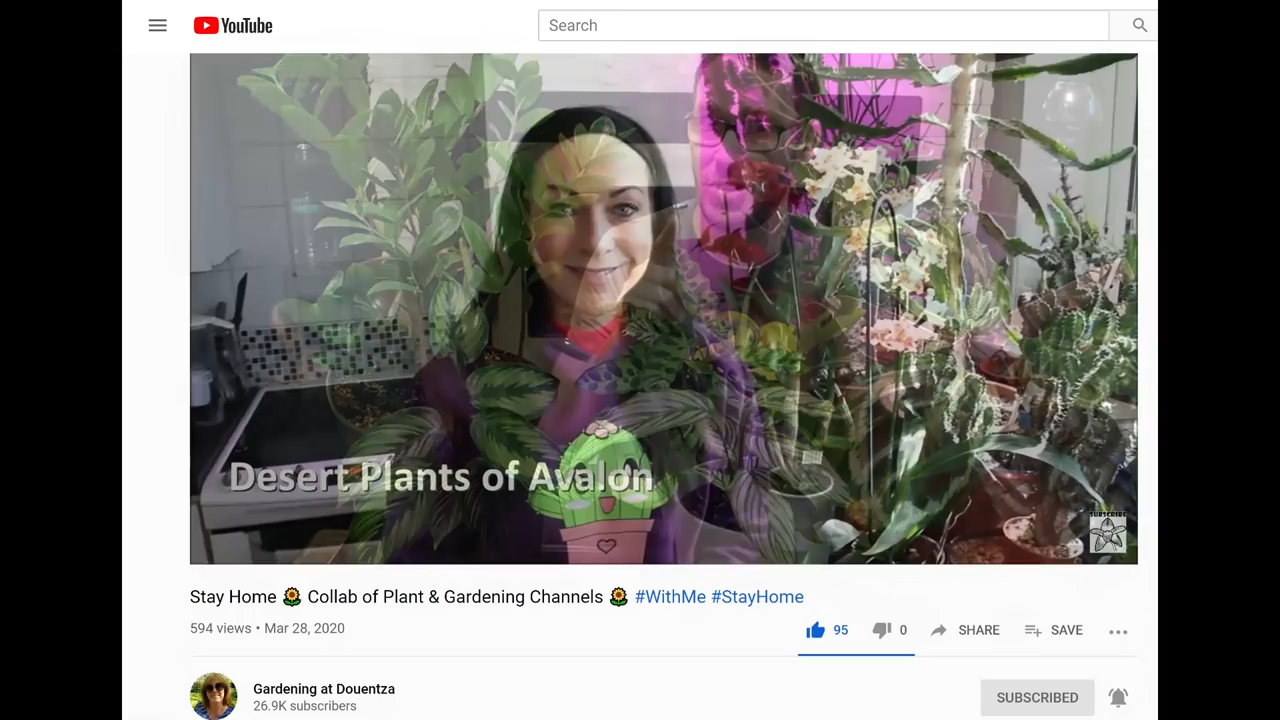 YouTube
Search
Desert Plants of Avalon
SUBSCRIBE
Stay Home 🌻 Collab of Plant & Gardening Channels 🌻 #WithMe #StayHome
594 views • Mar 28, 2020
95 0 SHARE SAVE
Gardening at Douentza
26.9K subscribers
SUBSCRIBED